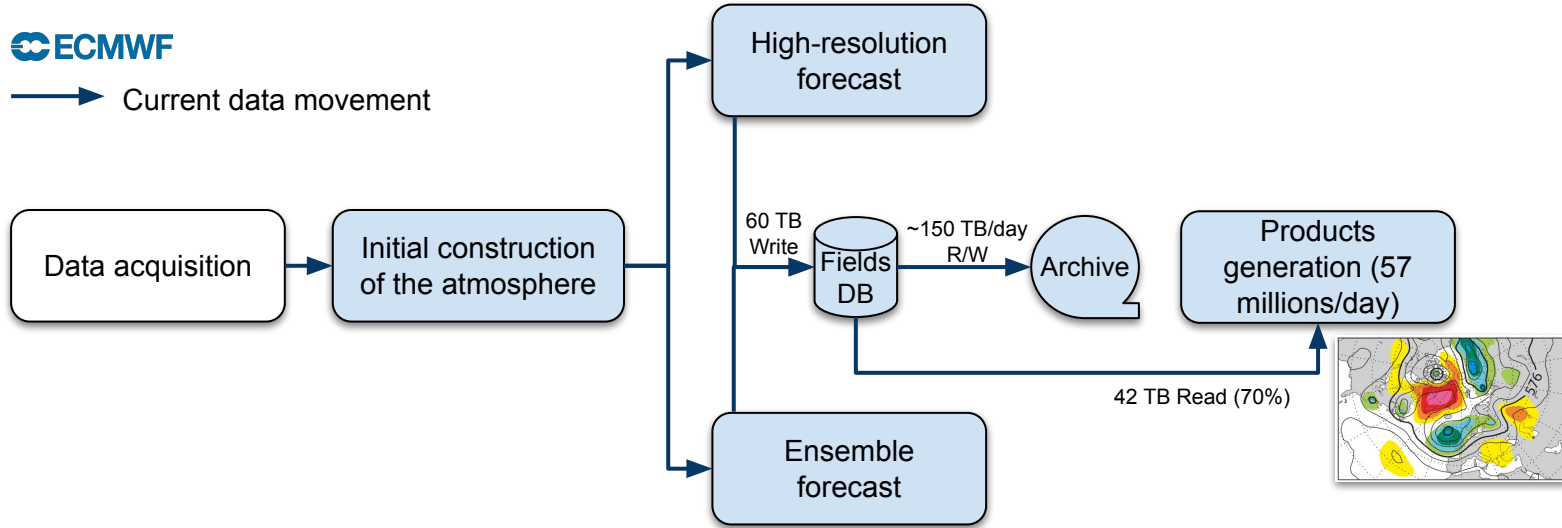 ECMWF
Current data movement
High-resolution
forecast
Data acquisition
Initial construction
of the atmosphere
60 TB
Write
Fields
DB
~150 TB/day
R/W
Archive
Products
generation (57
millions/day)
42 TB Read (70%)
576
Ensemble
forecast